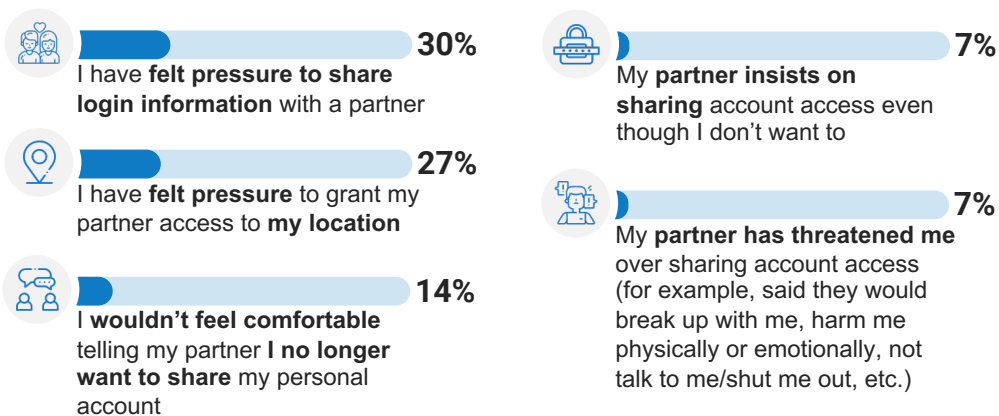 30%
I have felt pressure to share
login information with a partner
27%
I have felt pressure to grant my
partner access to my location
14%
I wouldn’t feel comfortable
telling my partner I no longer
want to share my personal
account
7%
My partner insists on
sharing account access even
though I don’t want to
7%
My partner has threatened me
over sharing account access
(for example, said they would
break up with me, harm me
physically or emotionally, not
talk to me/shut me out, etc.)